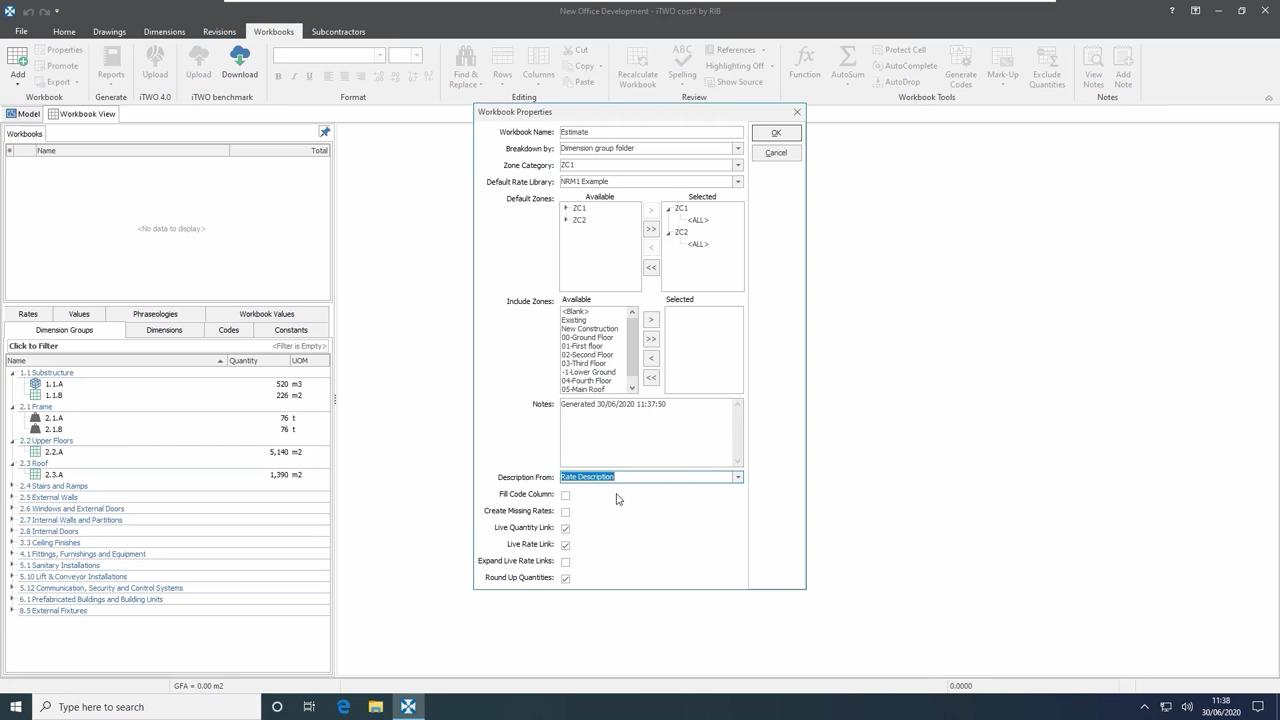 New Office Development - iTWO costX by RIB
File
Home
Drawings
Dimensions
Revisions
Workbooks
Subcontractors
Add
Properties
Promote
Export
Workbook
Reports
Generate
Upload
iTWO 4.0
Upload
Download
iTWO benchmark
B
I
U
Format
Find & Replace
Rows
Columns
Cut
Copy
Paste
Editing
Recalculate Workbook
ABC
Spelling
References
Highlighting Off
Show Source
Review
Function
AutoSum
Protect Cell
AutoComplete
AutoDrop
Generate Codes
Mark-Up
Exclude Quantities
Workbook Tools
View Notes
Add Note
Notes
Model
Workbook View
Workbooks
Name
Total
<No data to display>
Rates
Values
Phraseologies
Workbook Values
Dimension Groups
Dimensions
Codes
Constants
Click to Filter
<Filter is Empty>
Name
Quantity
UOM
1.1 Substructure
1.1.A 520 m3
1.1.B 226 m2
2.1 Frame
2.1.A 76 t
2.1.B 76 t
2.2 Upper Floors
2.2.A 5,140 m2
2.3 Roof
2.3.A 1,390 m2
2.4 Stairs and Ramps
2.5 External Walls
2.6 Windows and External Doors
2.7 Internal Walls and Partitions
2.8 Internal Doors
3.3 Ceiling Finishes
4.1 Fittings, Furnishings and Equipment
5.1 Sanitary Installations
5.10 Lift & Conveyor Installations
5.12 Communication, Security and Control Systems
6.1 Prefabricated Buildings and Building Units
8.5 External Fixtures
Workbook Properties
Workbook Name: Estimate
OK
Breakdown by: Dimension group folder
Cancel
Zone Category: ZC1
Default Rate Library: NRM1 Example
Default Zones:
Available
ZC1
ZC2
>
>>
<
<<
Selected
ZC1
<ALL>
ZC2
<ALL>
Include Zones:
Available
<Blank>
Existing
New Construction
00-Ground Floor
01-First floor
02-Second Floor
03-Third Floor
-1-Lower Ground
04-Fourth Floor
05-Main Roof
>
>>
<
<<
Selected
Notes: Generated 30/06/2020 11:37:50
Description From: Rate Description
Fill Code Column:
Create Missing Rates:
Live Quantity Link:
Live Rate Link:
Expand Live Rate Links:
Round Up Quantities:
GFA = 0.00 m2
0.0000
Type here to search
11:38
30/06/2020